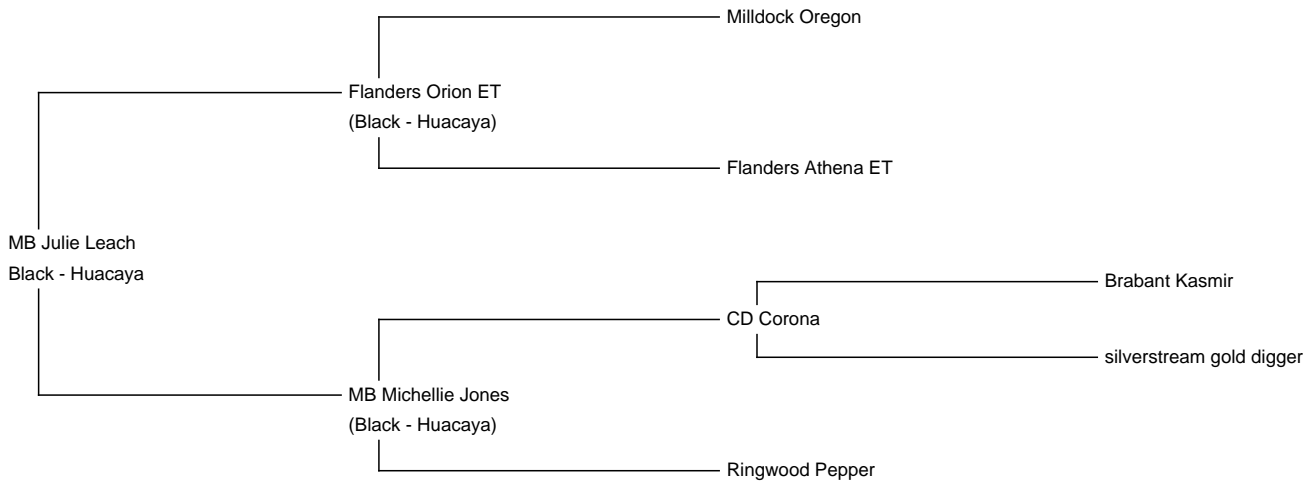 Milldock Oregon
Flanders Orion ET
(Black - Huacaya)
Flanders Athena ET
MB Julie Leach
Black - Huacaya
Brabant Kasmir
CD Corona
silverstream gold digger
MB Michellie Jones
(Black - Huacaya)
Ringwood Pepper